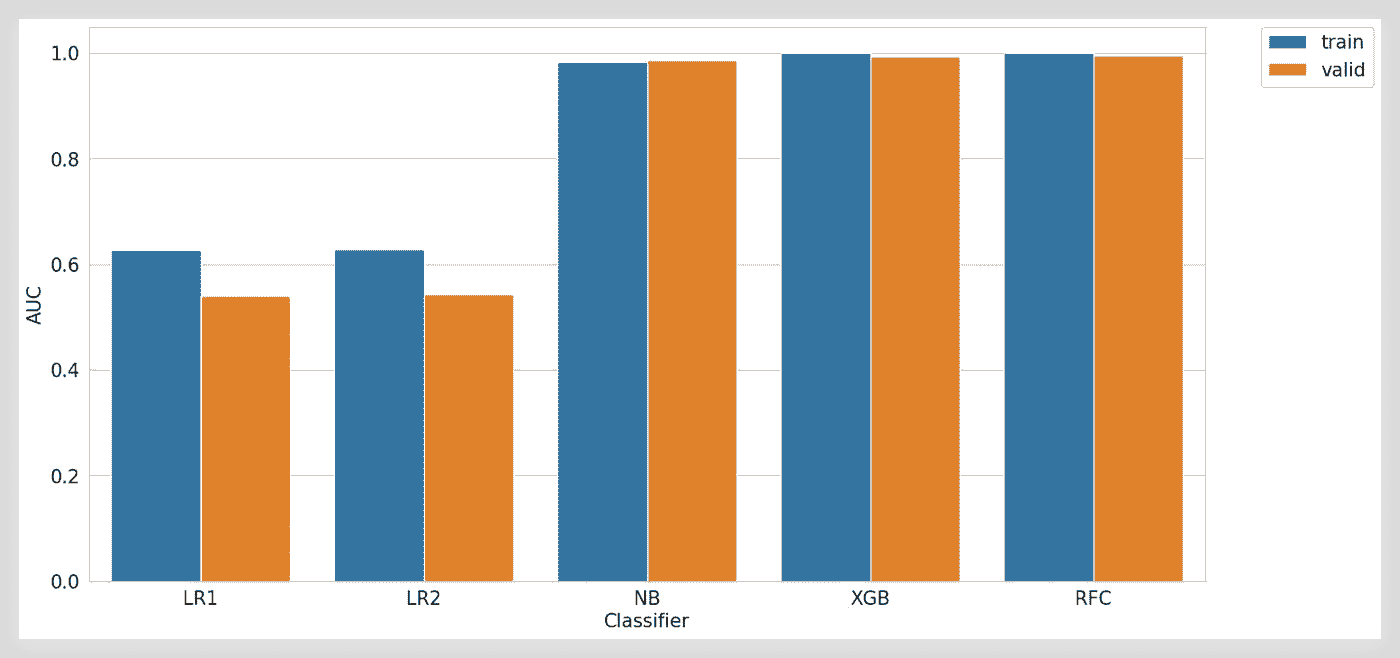 train
valid
1.0
0.8
0.6
0.4
0.2
0.0
AUC
LR1 LR2 NB XGB RFC
Classifier